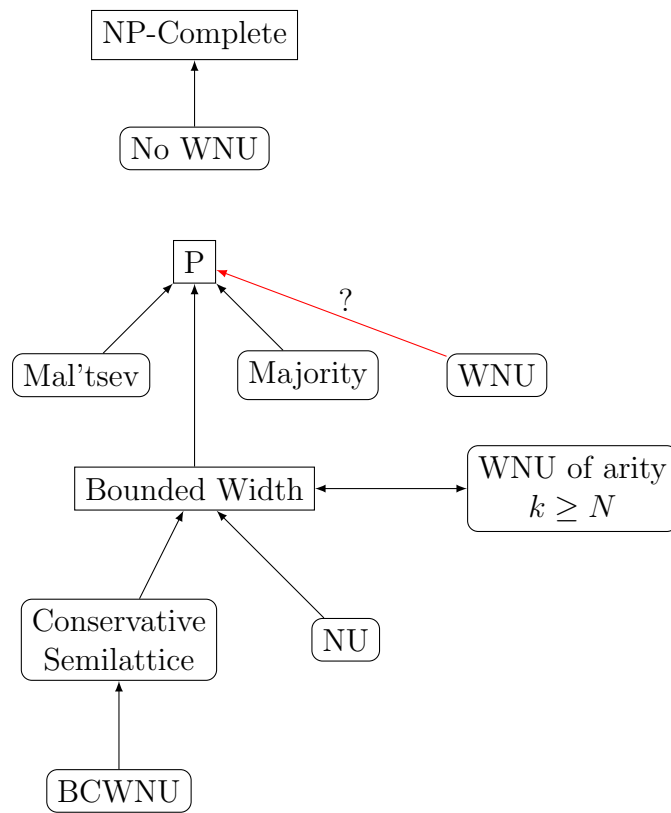 NP-Complete
No WNU
P
?
Mal'tsev
Majority
WNU
Bounded Width
WNU of arity
k ≥ N
Conservative
Semilattice
NU
BCWNU